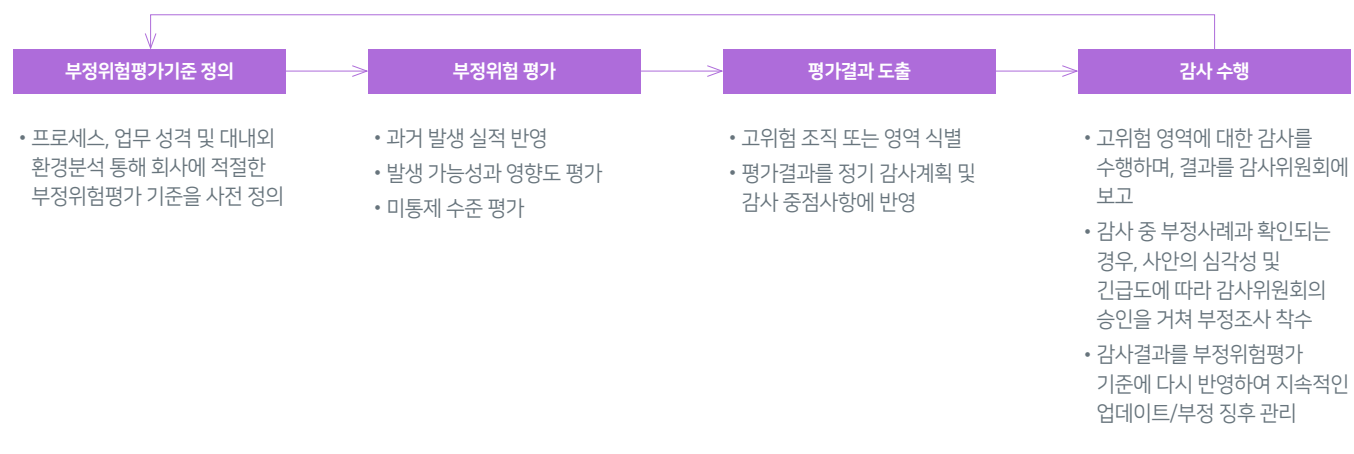 부정위험평가기준 정의
• 프로세스, 업무 성격 및 대내외
환경분석 통해 회사에 적절한
부정위험평가 기준을 사전 정의
부정위험 평가
• 과거 발생 실적 반영
• 발생 가능성과 영향도 평가
• 미통제 수준 평가
평가결과 도출
• 고위험 조직 또는 영역 식별
• 평가결과를 정기 감사계획 및
감사 중점사항에 반영
감사 수행
• 고위험 영역에 대한 감사를
수행하며, 결과를 감사위원회에
보고
• 감사 중 부정사례과 확인되는
경우, 사안의 심각성 및
긴급도에 따라 감사위원회의
승인을 거쳐 부정조사 착수
• 감사결과를 부정위험평가
기준에 다시 반영하여 지속적인
업데이트/부정 징후 관리